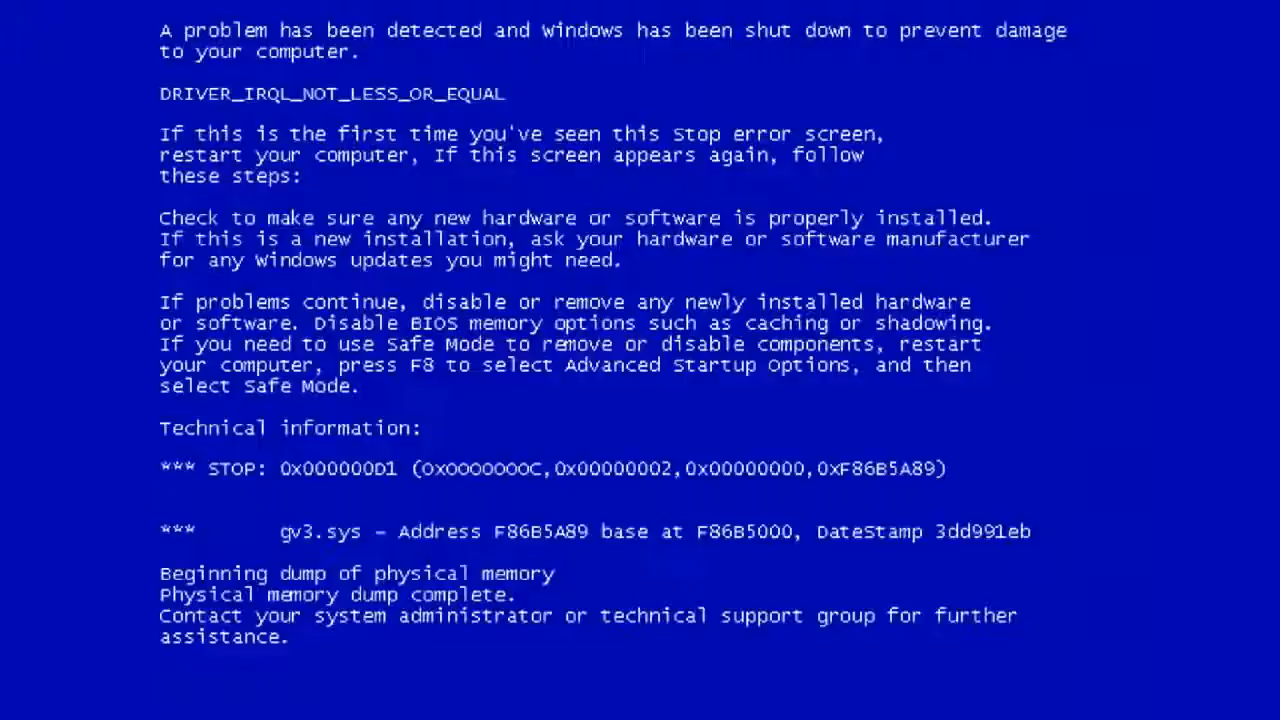 A problem has been detected and Windows has been shut down to prevent damage
to your computer.
DRIVER_IRQL_NOT_LESS_OR_EQUAL
If this is the first time you've seen this Stop error screen,
restart your computer, If this screen appears again, follow
these steps:
Check to make sure any new hardware or software is properly installed.
If this is a new installation, ask your hardware or software manufacturer
for any Windows updates you might need.
If problems continue, disable or remove any newly installed hardware
or software. Disable BIOS memory options such as caching or shadowing.
If you need to use Safe Mode to remove or disable components, restart
your computer, press F8 to select Advanced Startup Options, and then
select Safe Mode.
Technical information:
*** STOP: 0x000000D1 (0x0000000C,0x00000002,0x00000000,0xF86B5A89)
*** gv3.sys - Address F86B5A89 base at F86B5000, DateStamp 3dd991eb
Beginning dump of physical memory
Physical memory dump complete.
Contact your system administrator or technical support group for further
assistance.